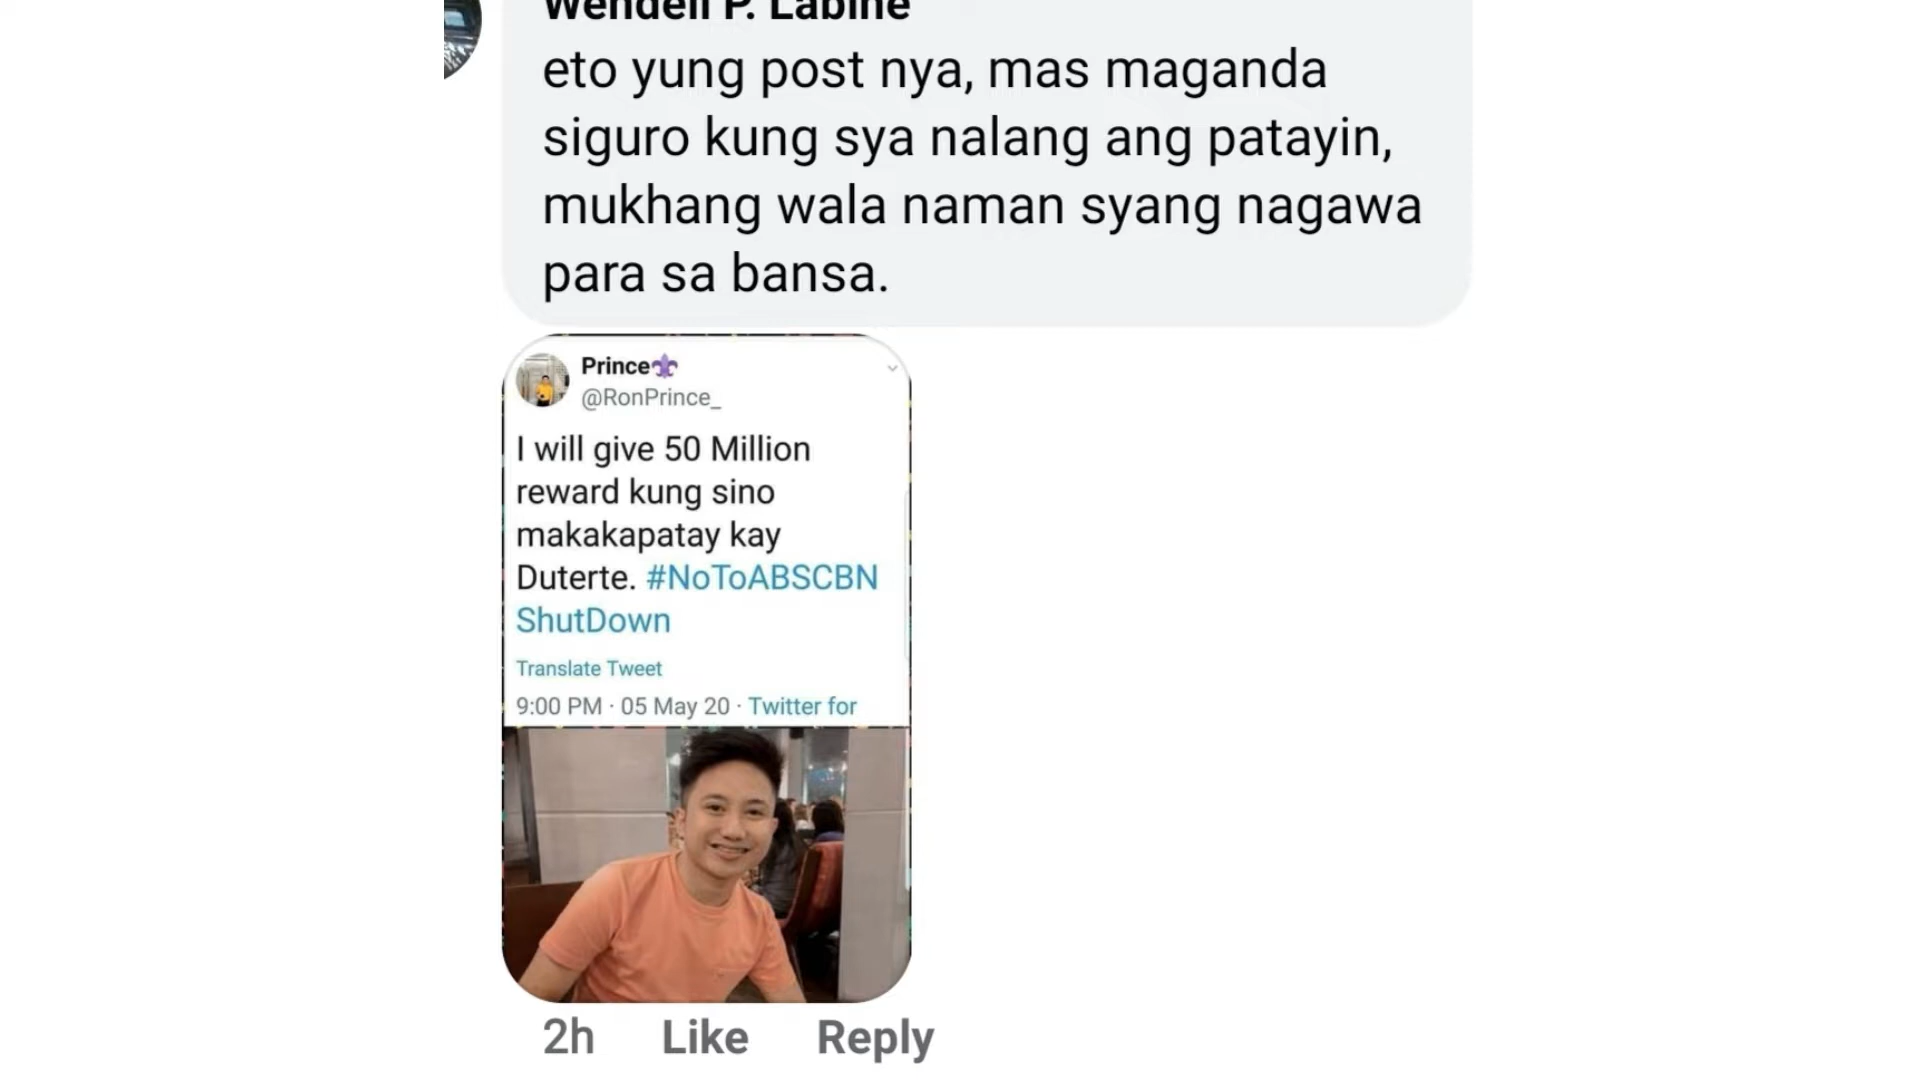 Wendell P. Labine
eto yung post nya, mas maganda
siguro kung sya nalang ang patayin,
mukhang wala naman syang nagawa
para sa bansa.
Prince⚜
@RonPrince_
I will give 50 Million
reward kung sino
makakapatay kay
Duterte. #NoToABSCBN
ShutDown
Translate Tweet
9:00 PM · 05 May 20 · Twitter for
2h Like Reply